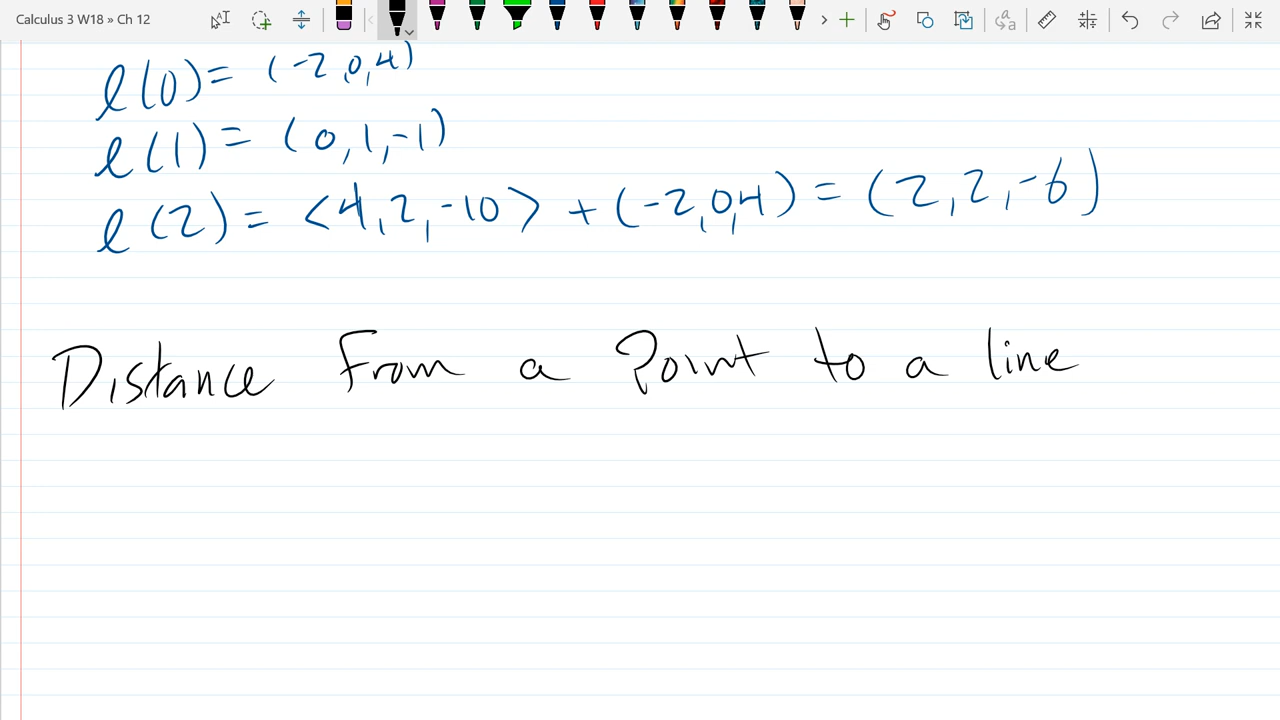 Calculus 3 W18 » Ch 12
l(0) = (-2,0,4)
l(1) = (0,1,-1)
l(2) = <4,2,-10> + (-2,0,4) = (2,2,-6)
Distance From a Point to a line